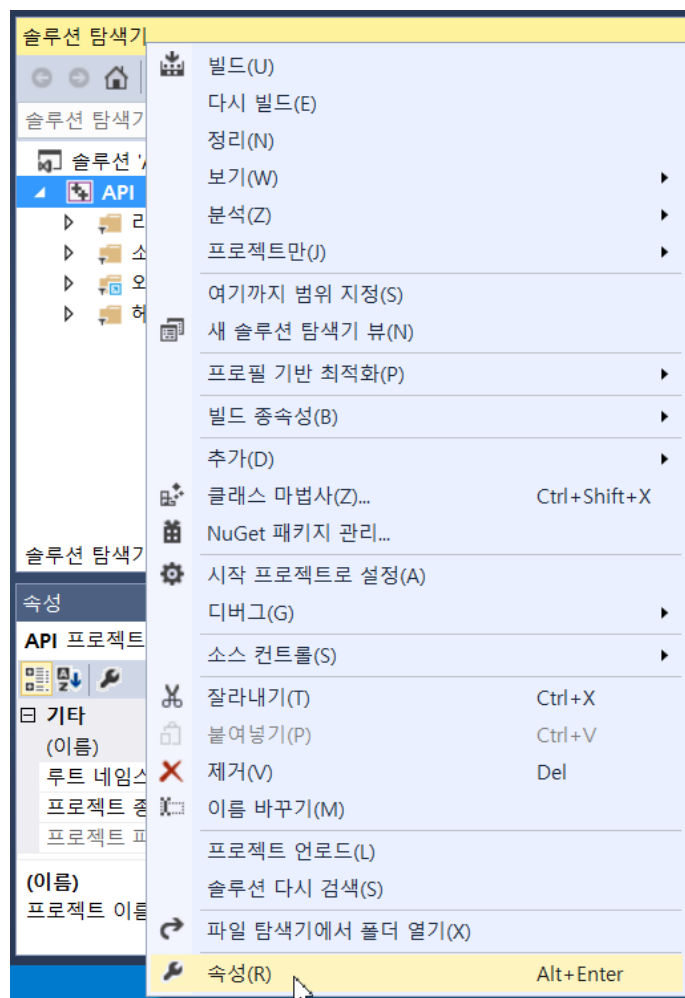 솔루션 탐색기
빌드(U)
다시 빌드(E)
정리(N)
보기(W)
분석(Z)
프로젝트만(J)
여기까지 범위 지정(S)
새 솔루션 탐색기 뷰(N)
프로필 기반 최적화(P)
빌드 종속성(B)
추가(D)
클래스 마법사(Z)... Ctrl+Shift+X
NuGet 패키지 관리...
시작 프로젝트로 설정(A)
디버그(G)
소스 컨트롤(S)
잘라내기(T) Ctrl+X
붙여넣기(P) Ctrl+V
제거(V) Del
이름 바꾸기(M)
프로젝트 언로드(L)
솔루션 다시 검색(S)
파일 탐색기에서 폴더 열기(X)
속성(R) Alt+Enter
솔루션 탐색기
솔루션 '
API
리
소
외
허
솔루션 탐색기
속성
API 프로젝트
기타
(이름)
루트 네임스
프로젝트 종
프로젝트 파
(이름)
프로젝트 이름